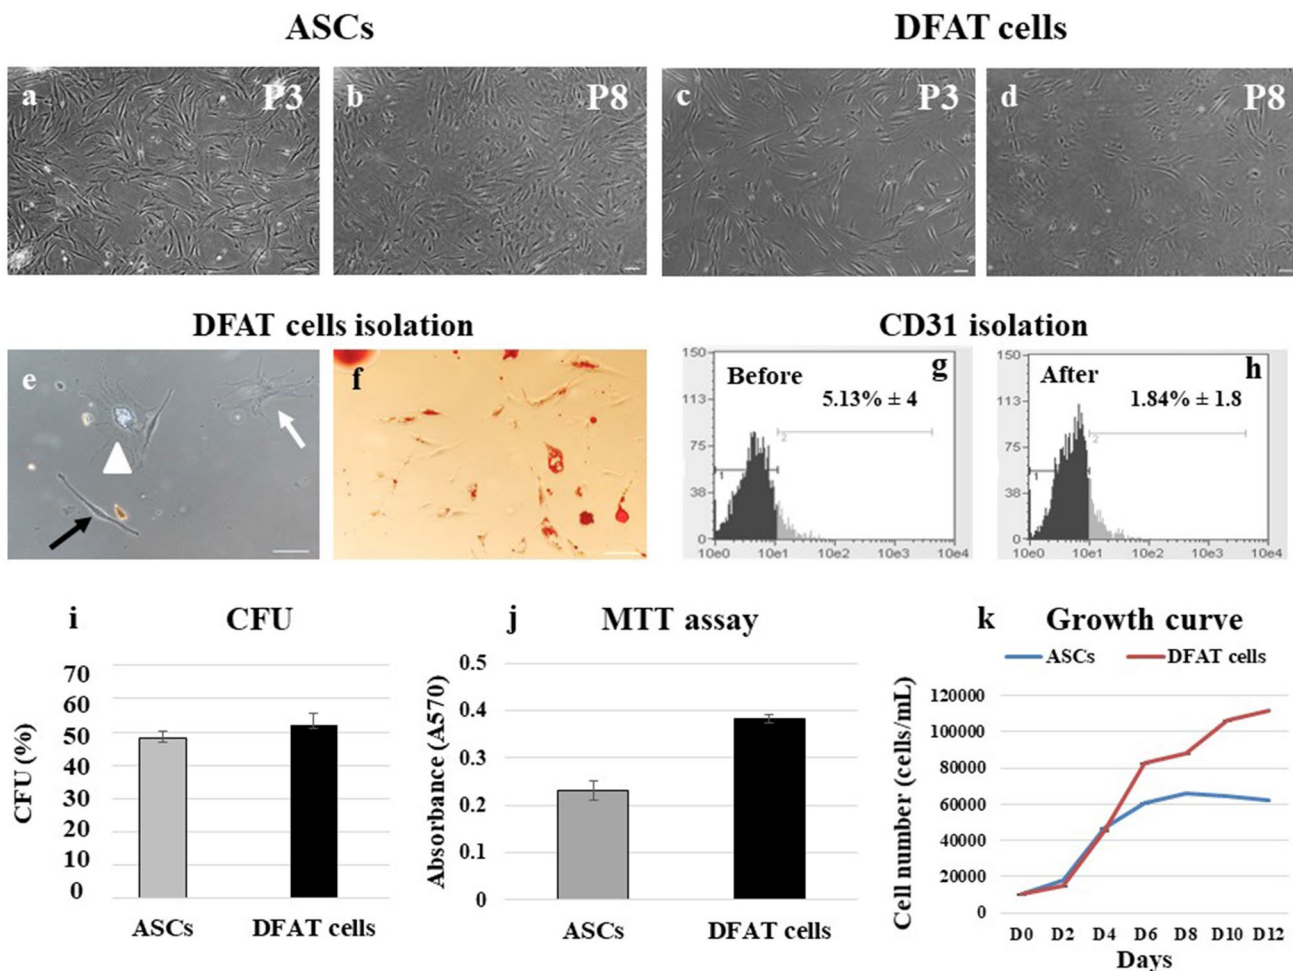 ASCs DFAT cells
a P3 b P8 c P3 d P8
DFAT cells isolation CD31 isolation
e f
150 Before g 150 After h
5.13% ± 4 1.84% ± 1.8
113 113
75 2 75 2
1 1
38 38
0 0
10e0 10e1 10e2 10e3 10e4 10e0 10e1 10e2 10e3 10e4
i CFU
CFU (%)
70
60
50
40
30
20
10
0
ASCs DFAT cells
j MTT assay
Absorbance (A570)
0.5
0.4
0.3
0.2
0.1
0
ASCs DFAT cells
k Growth curve
ASCs DFAT cells
Cell number (cells/mL)
120000
100000
80000
60000
40000
20000
0
D0 D2 D4 D6 D8 D10 D12
Days